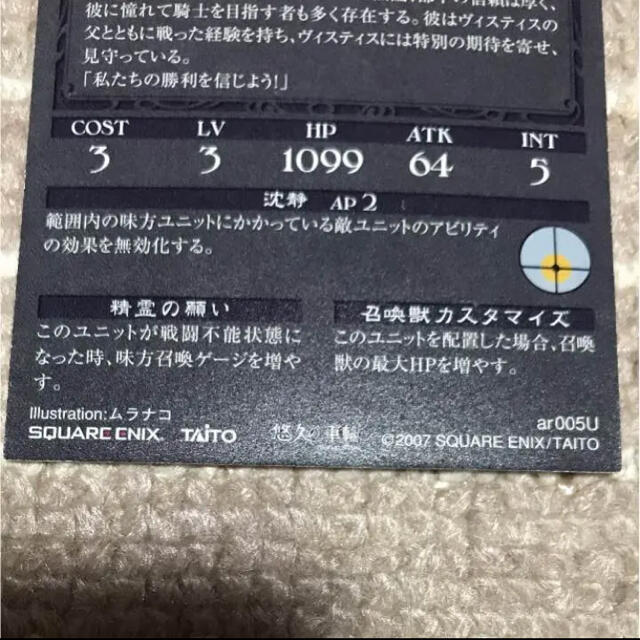 の信頼は厚く、
彼に憧れて騎士を目指す者も多く存在する。彼はヴィスティスの
父とともに戦った経験を持ち、ヴィスティスには特別の期待を寄せ、
見守っている。
「私たちの勝利を信じよう!」
COST LV HP ATK INT
3 3 1099 64 5
沈静 AP 2
範囲内の味方ユニットにかかっている敵ユニットのアビリティ
の効果を無効化する。
精霊の願い
このユニットが戦闘不能状態に
なった時、味方召喚ゲージを増や
す。
召喚獣カスタマイズ
このユニットを配置した場合、召喚
獣の最大HPを増やす。
Illustration:ムラナコ
ar005U
SQUARE ENIX. TAITO 悠久の車輪 ©2007 SQUARE ENIX/TAITO